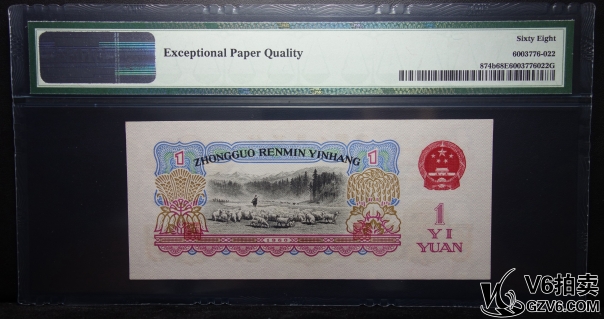 Exceptional Paper Quality
Sixty Eight
6003776-022
874b68E6003776022G
ZHONGGUO RENMIN YINHANG
1
1
1
YI
YUAN
1960
V6拍卖
GZV6.COM